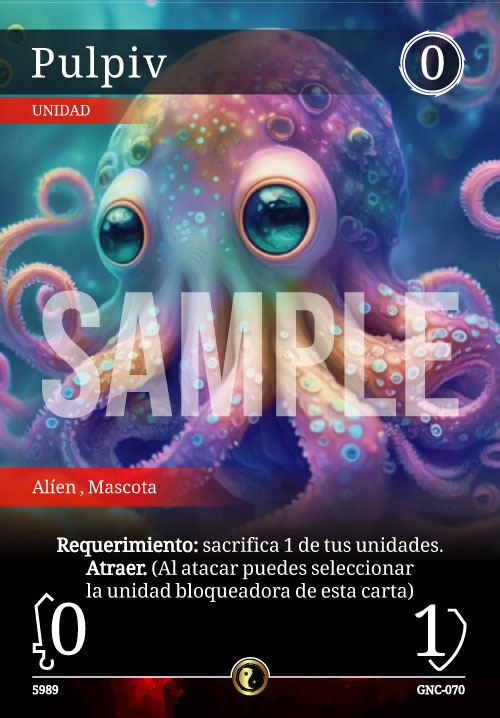 Pulpiv
0
UNIDAD
SAMPLE
Alíen , Mascota
Requerimiento: sacrifica 1 de tus unidades.
Atraer. (Al atacar puedes seleccionar
la unidad bloqueadora de esta carta)
0
1
5989
GNC-070